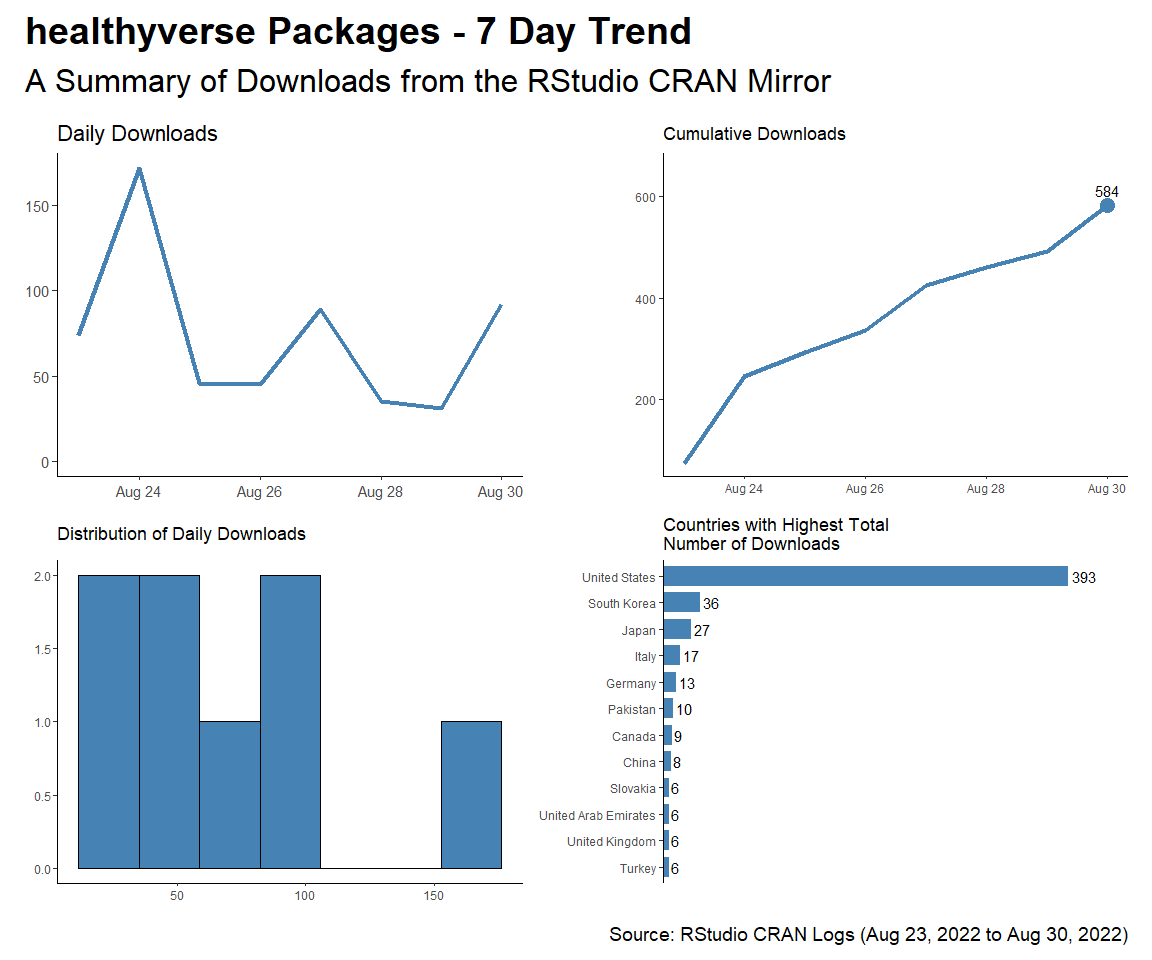 healthyverse Packages - 7 Day Trend
A Summary of Downloads from the RStudio CRAN Mirror
Daily Downloads
150
100
50
0
Aug 24 Aug 26 Aug 28 Aug 30
Cumulative Downloads
600
400
200
584
Aug 24 Aug 26 Aug 28 Aug 30
Distribution of Daily Downloads
2.0
1.5
1.0
0.5
0.0
50 100 150
Countries with Highest Total
Number of Downloads
United States 393
South Korea 36
Japan 27
Italy 17
Germany 13
Pakistan 10
Canada 9
China 8
Slovakia 6
United Arab Emirates 6
United Kingdom 6
Turkey 6
Source: RStudio CRAN Logs (Aug 23, 2022 to Aug 30, 2022)